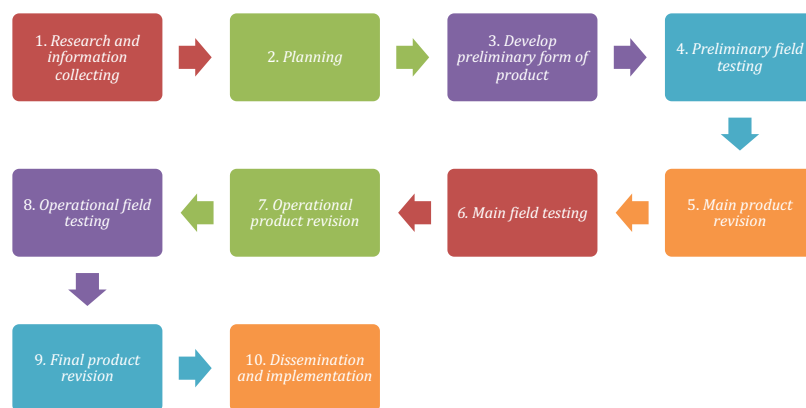 1. Research and
information
collecting
2. Planning
3. Develop
preliminary form of
product
4. Preliminary field
testing
5. Main product
revision
6. Main field testing
7. Operational
product revision
8. Operational field
testing
9. Final product
revision
10. Dissemination
and implementation